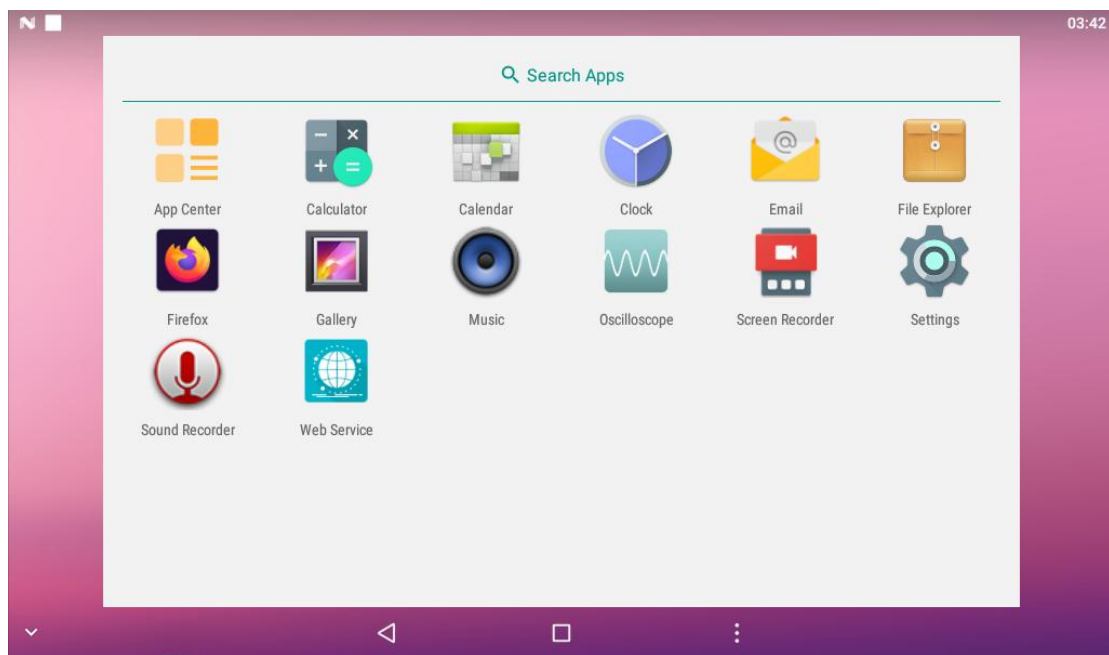 03:42
Search Apps
App Center Calculator Calendar Clock Email File Explorer
Firefox Gallery Music Oscilloscope Screen Recorder Settings
Sound Recorder Web Service